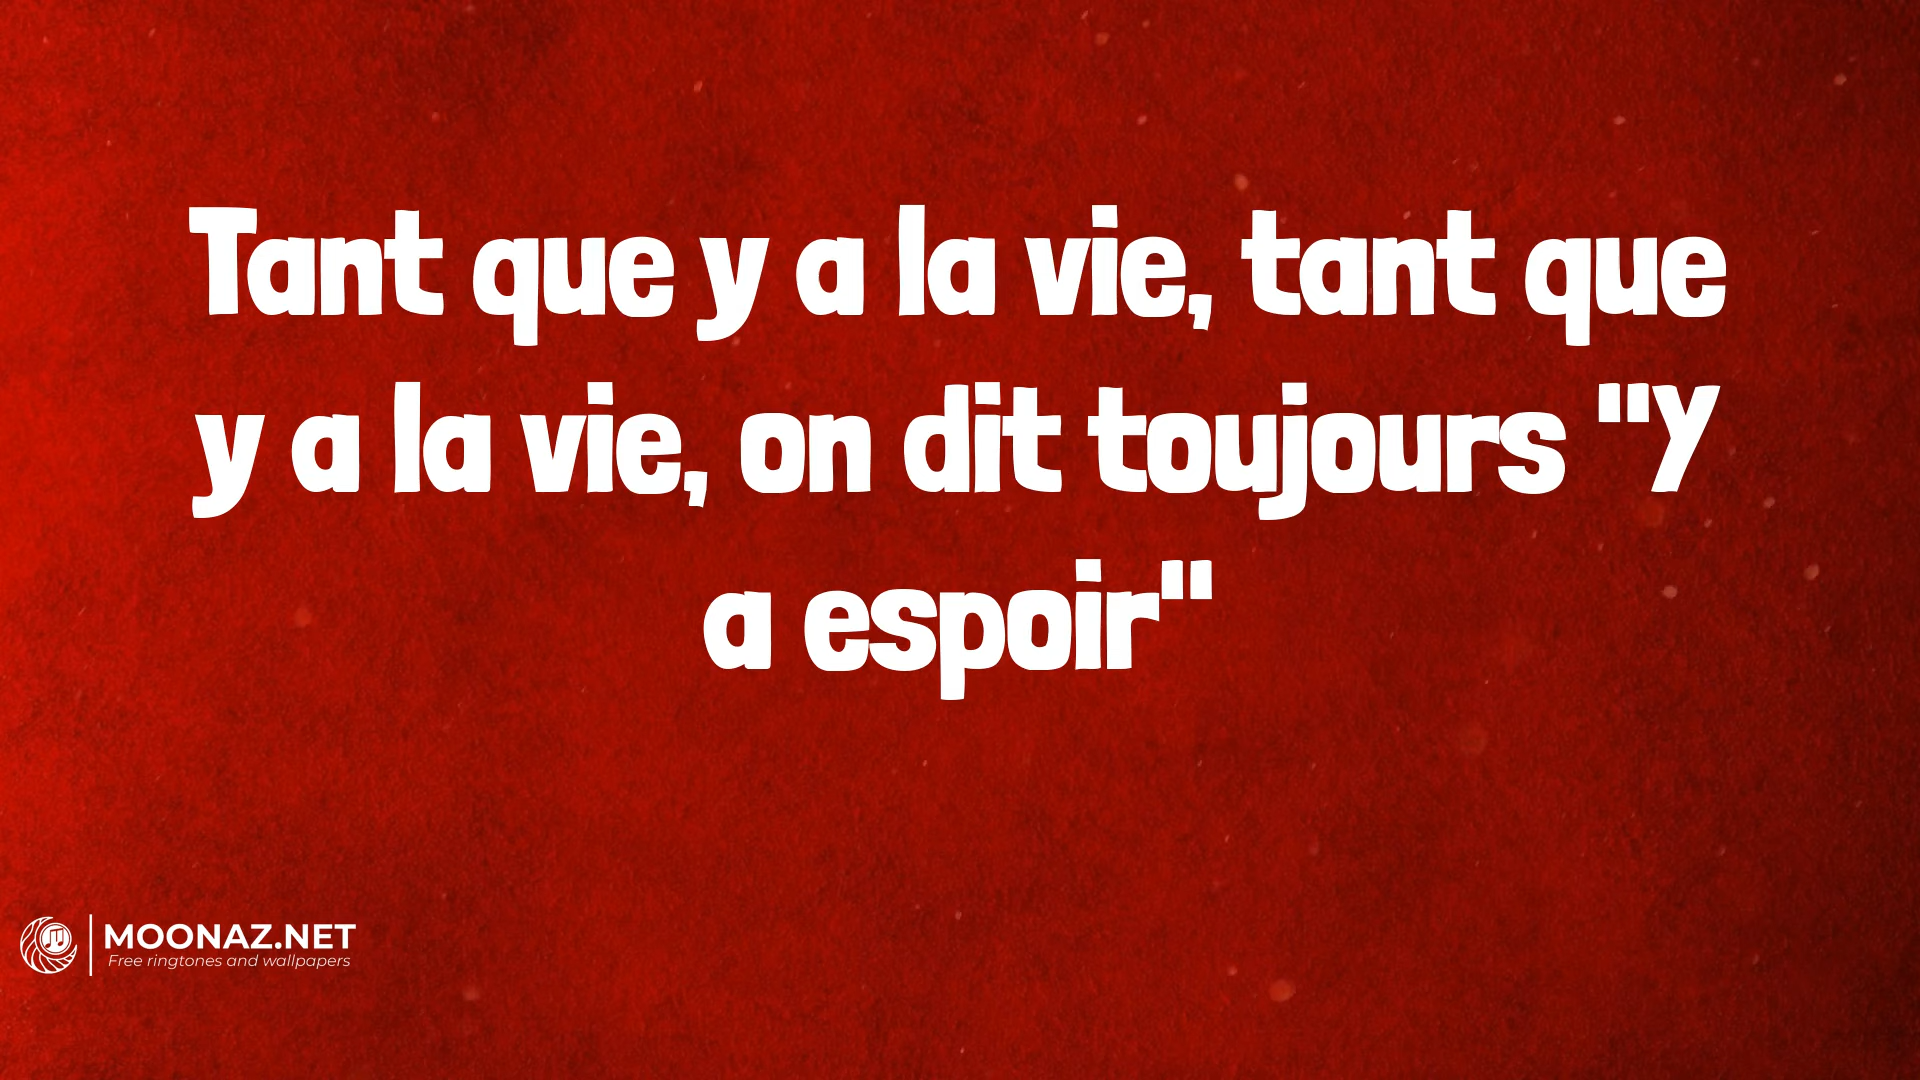 Tant que y a la vie, tant que
y a la vie, on dit toujours "Y
a espoir"
MOONAZ.NET
Free ringtones and wallpapers